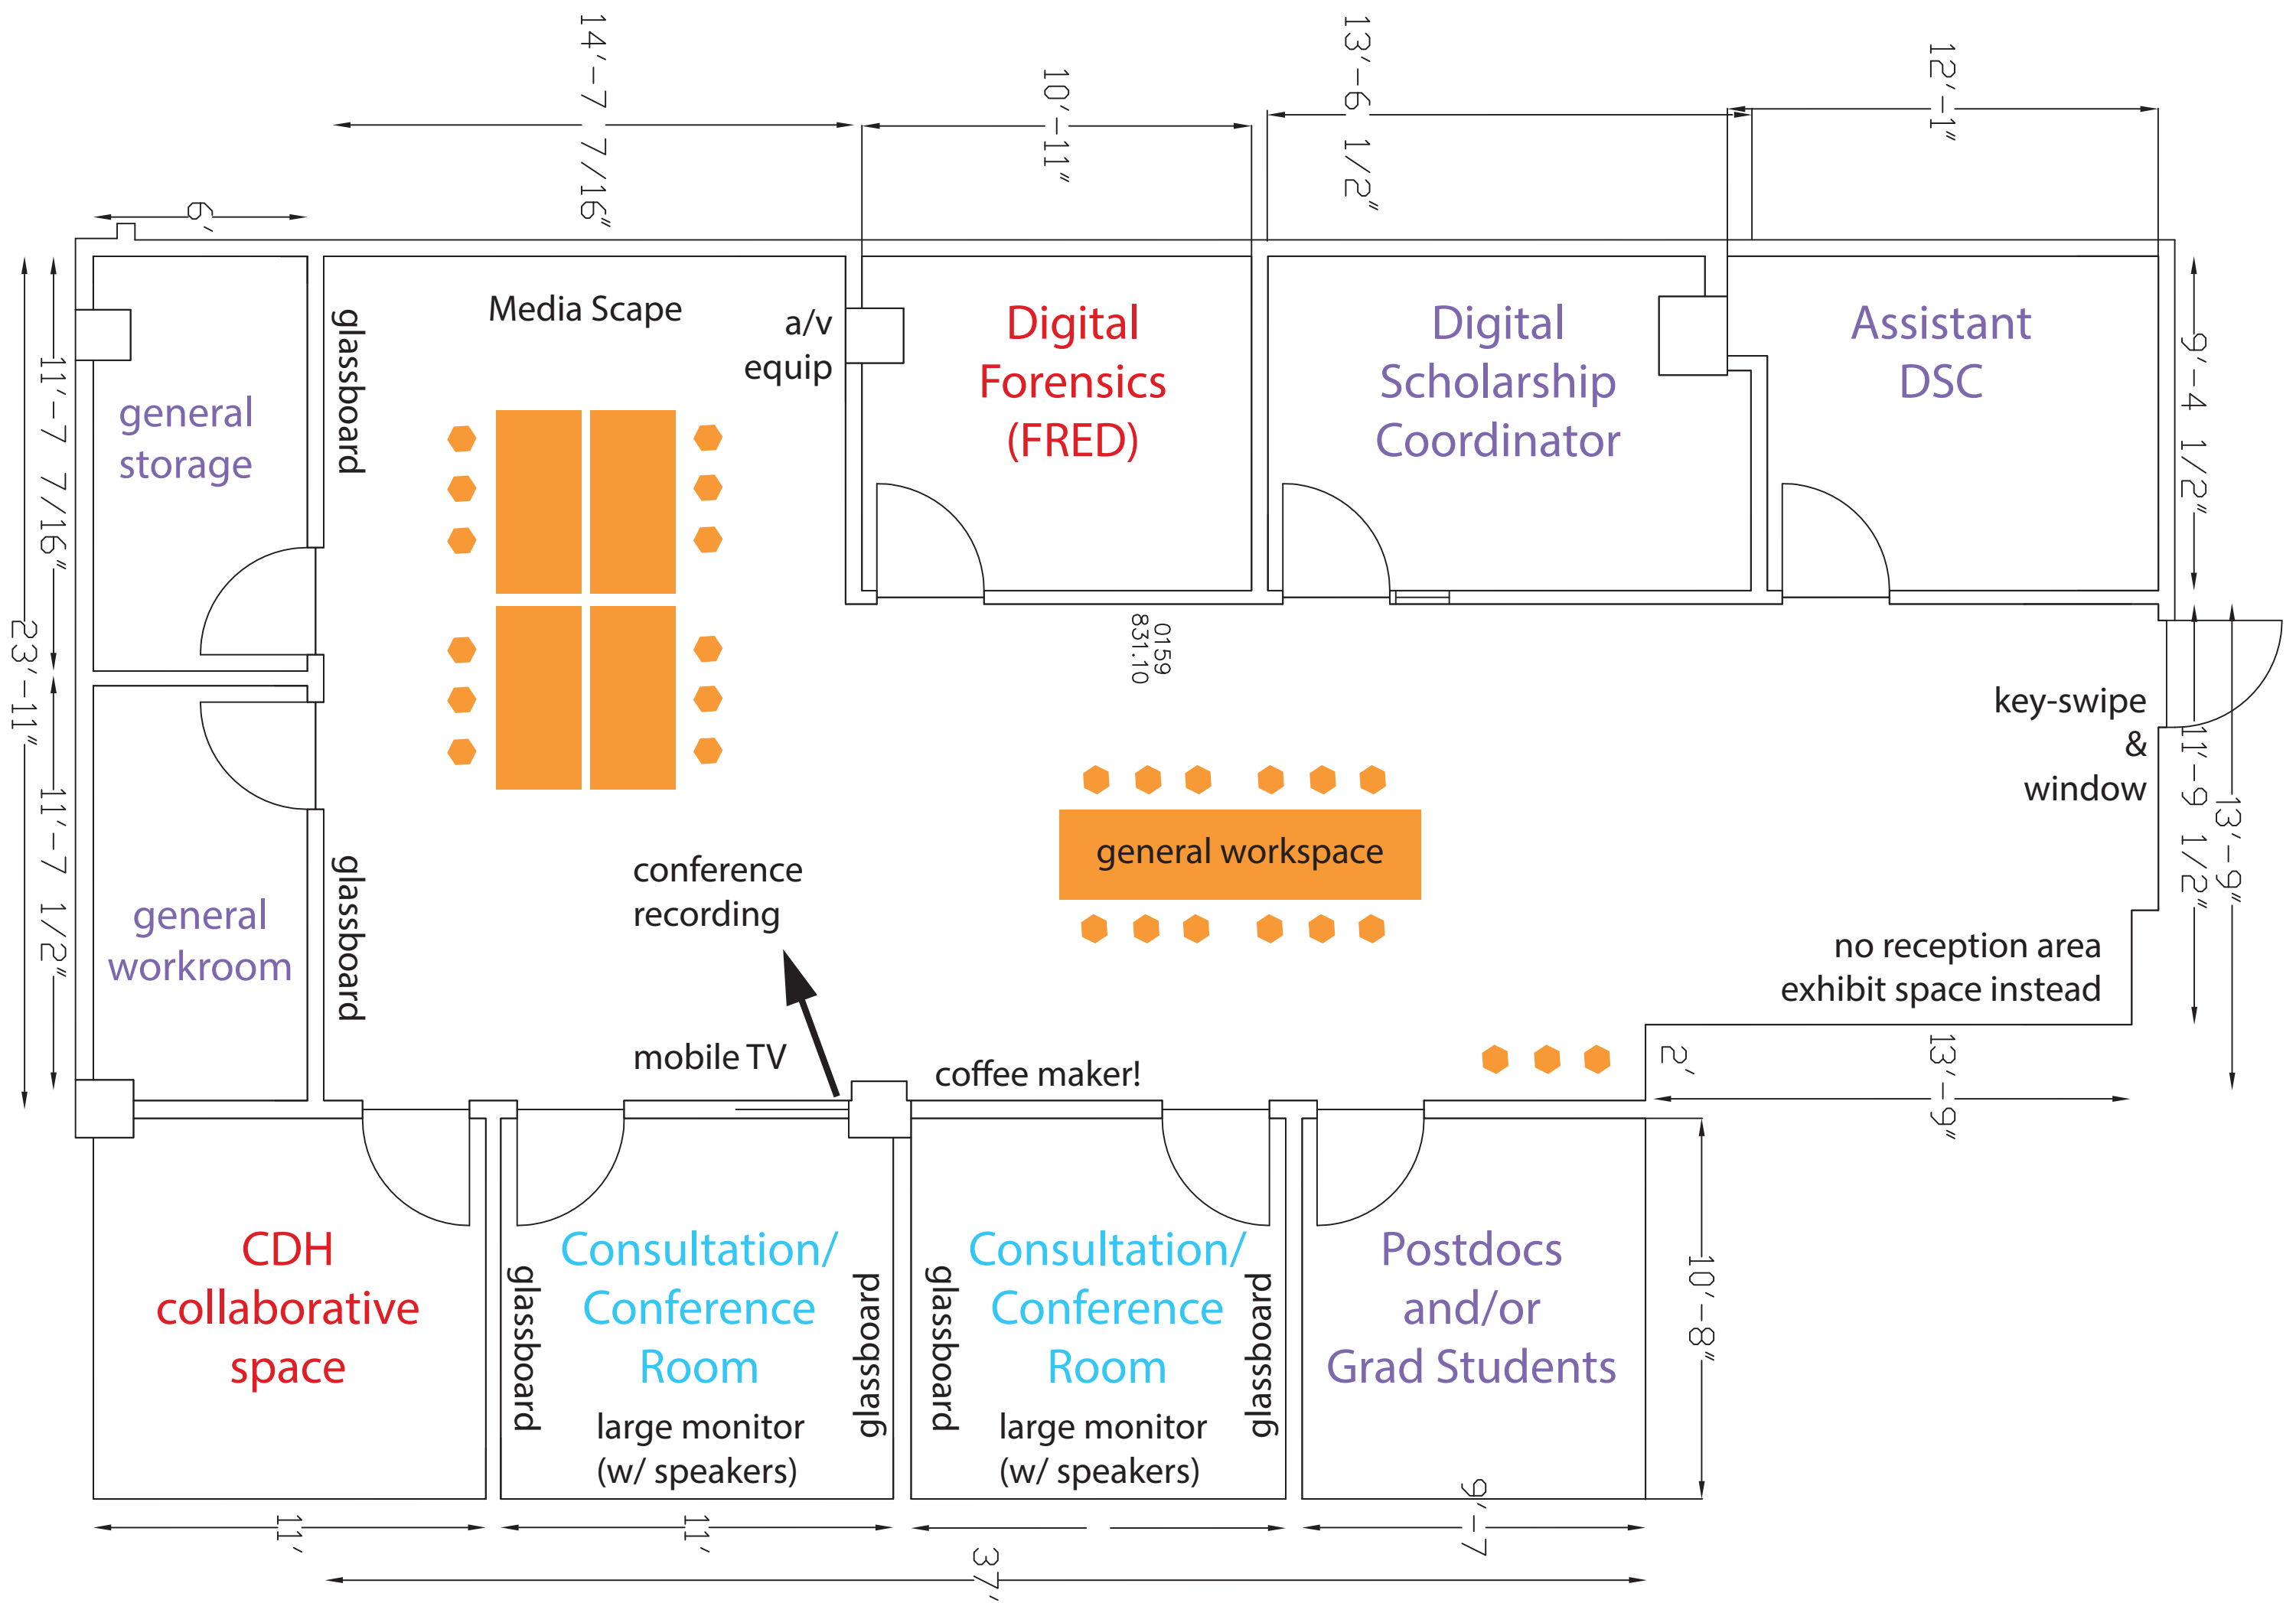 14'-7 7/16"
10'-11"
13'-6 1/2"
12'-1"
6'
Media Scape
a/v
equip
Digital
Forensics
(FRED)
Digital
Scholarship
Coordinator
Assistant
DSC
9'-4 1/2"
glassboard
general
storage
11'-7 7/16"
23'-11"
0159
831.10
key-swipe
&
window
11'-9 1/2"
13'-9"
general workspace
conference
recording
glassboard
general
workroom
11'-7 1/2"
no reception area
exhibit space instead
mobile TV
coffee maker!
2'
13'-9"
CDH
collaborative
space
glassboard
Consultation/
Conference
Room
large monitor
(w/ speakers)
glassboard
glassboard
Consultation/
Conference
Room
large monitor
(w/ speakers)
glassboard
Postdocs
and/or
Grad Students
10'-8"
11'
11'
9'-7
37'